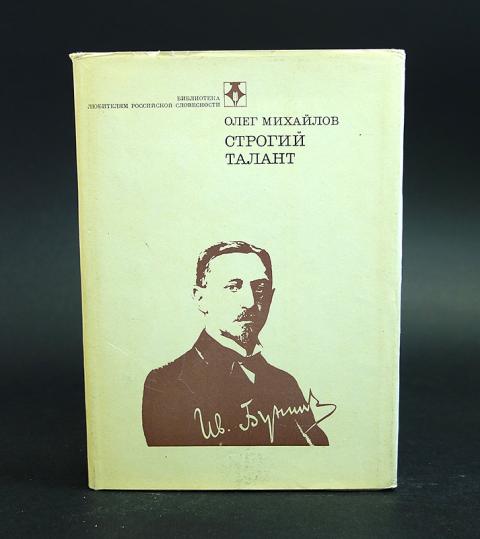 БИБЛИОТЕКА
ЛЮБИТЕЛЯМ РОССИЙСКОЙ СЛОВЕСНОСТИ
ОЛЕГ МИХАЙЛОВ
СТРОГИЙ
ТАЛАНТ
Ив. Бунин